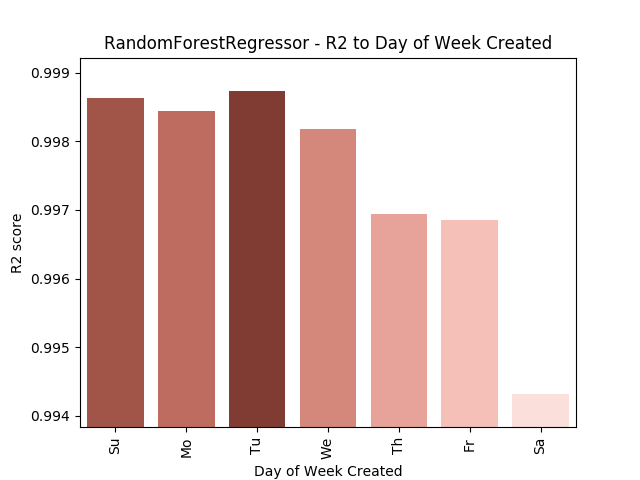 RandomForestRegressor - R2 to Day of Week Created
0.999
0.998
0.997
0.996
0.995
0.994
R2 score
Su Mo Tu We Th Fr Sa
Day of Week Created